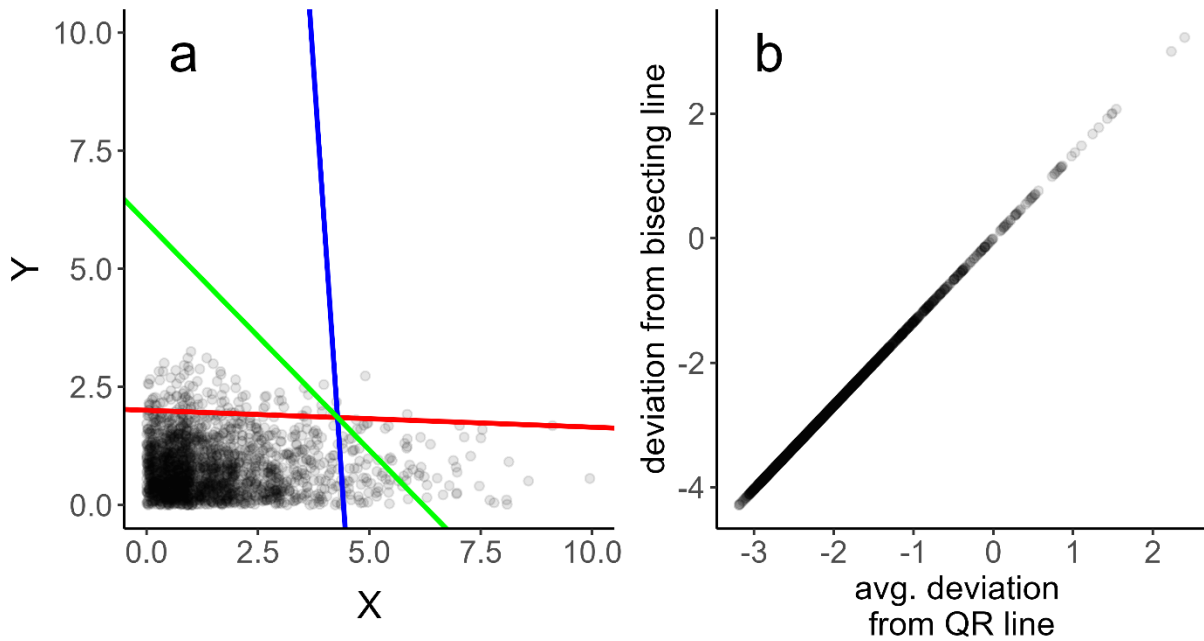 a
10.0
7.5
5.0
2.5
0.0
Y
0.0 2.5 5.0 7.5 10.0
X
b
2
0
-2
-4
deviation from bisecting line
-3 -2 -1 0 1 2
avg. deviation
from QR line